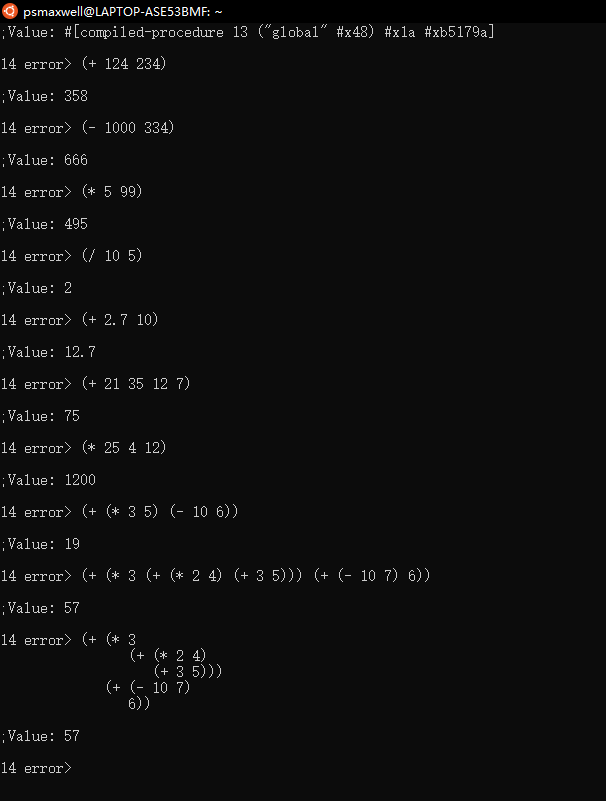 psmaxwell@LAPTOP-ASE53BMF: ~
;Value: #[compiled-procedure 13 ("global" #x48) #x1a #xb5179a]
14 error> (+ 124 234)
;Value: 358
14 error> (- 1000 334)
;Value: 666
14 error> (* 5 99)
;Value: 495
14 error> (/ 10 5)
;Value: 2
14 error> (+ 2.7 10)
;Value: 12.7
14 error> (+ 21 35 12 7)
;Value: 75
14 error> (* 25 4 12)
;Value: 1200
14 error> (+ (* 3 5) (- 10 6))
;Value: 19
14 error> (+ (* 3 (+ (* 2 4) (+ 3 5))) (+ (- 10 7) 6))
;Value: 57
14 error> (+ (* 3
(+ (* 2 4)
(+ 3 5)))
(+ (- 10 7)
6))
;Value: 57
14 error>